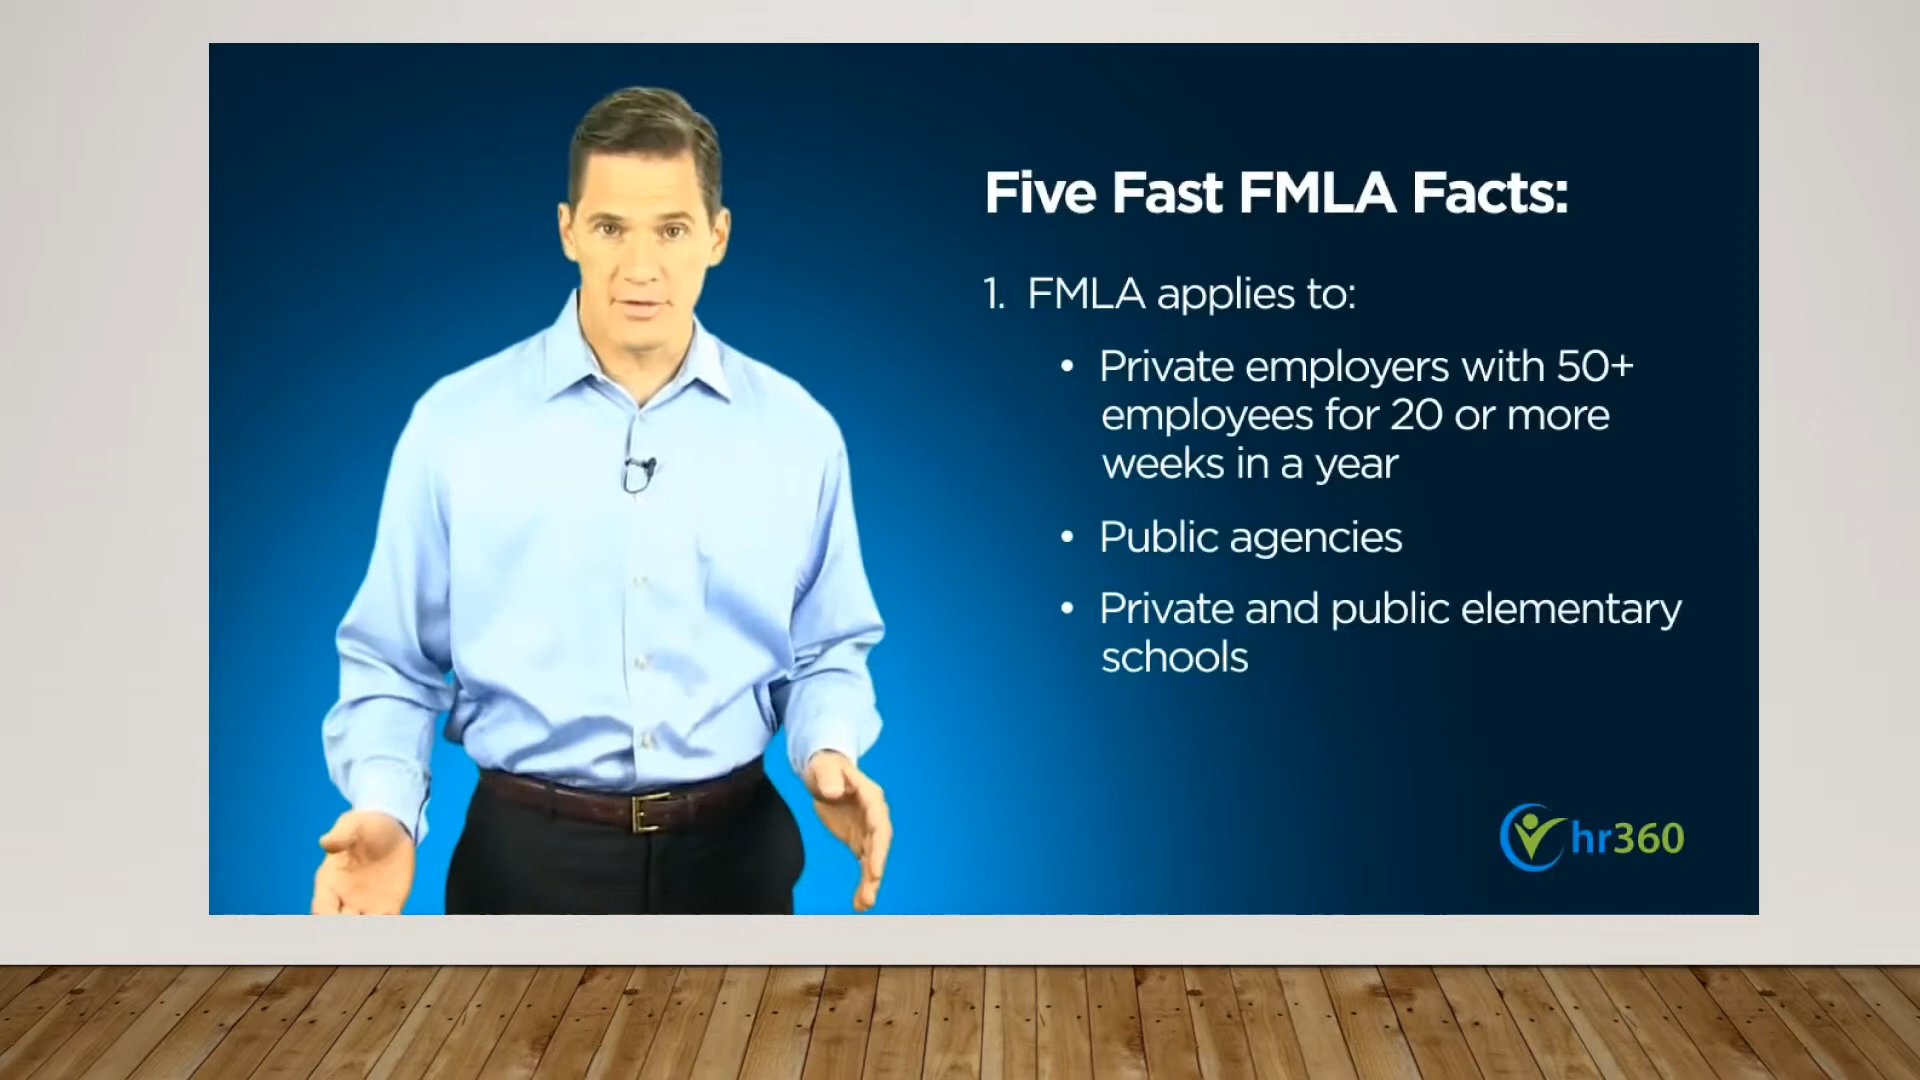 Five Fast FMLA Facts:
1. FMLA applies to:
• Private employers with 50+
employees for 20 or more
weeks in a year
• Public agencies
• Private and public elementary
schools
hr360